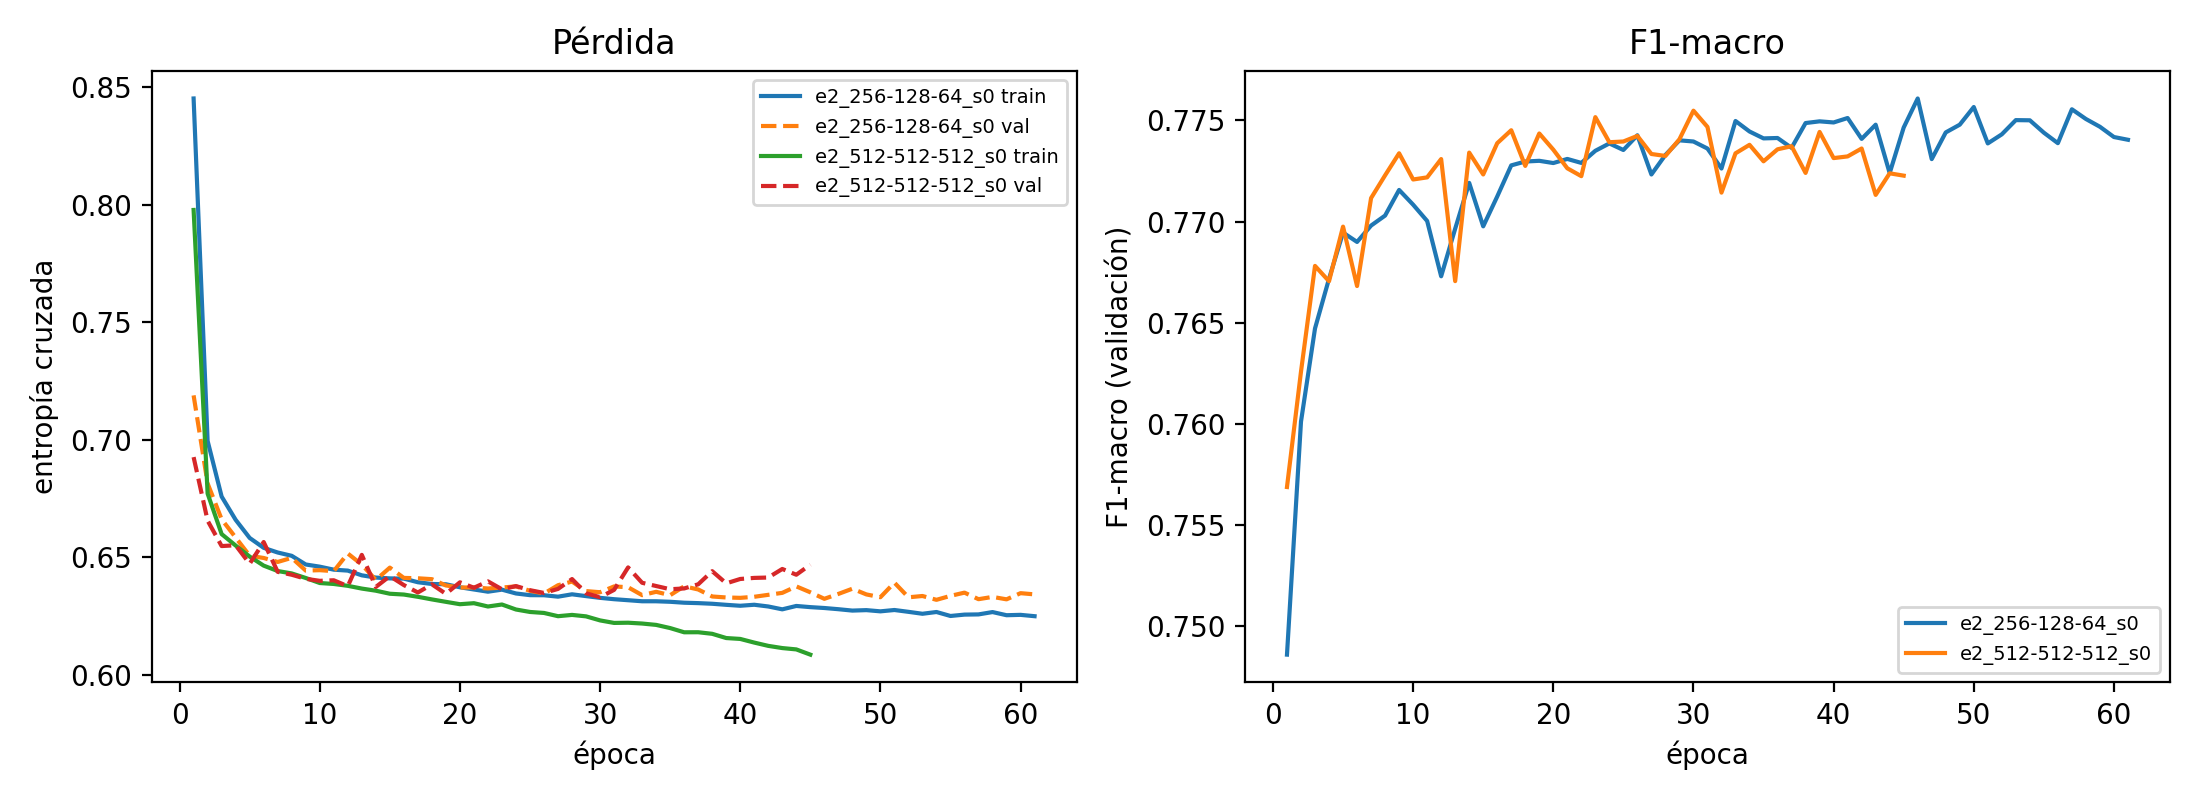 Pérdida
0.85
0.80
0.75
0.70
0.65
0.60
entropía cruzada
0
10
20
30
40
50
60
época
e2_256-128-64_s0 train
e2_256-128-64_s0 val
e2_512-512-512_s0 train
e2_512-512-512_s0 val
F1-macro
0.775
0.770
0.765
0.760
0.755
0.750
F1-macro (validación)
0
10
20
30
40
50
60
época
e2_256-128-64_s0
e2_512-512-512_s0